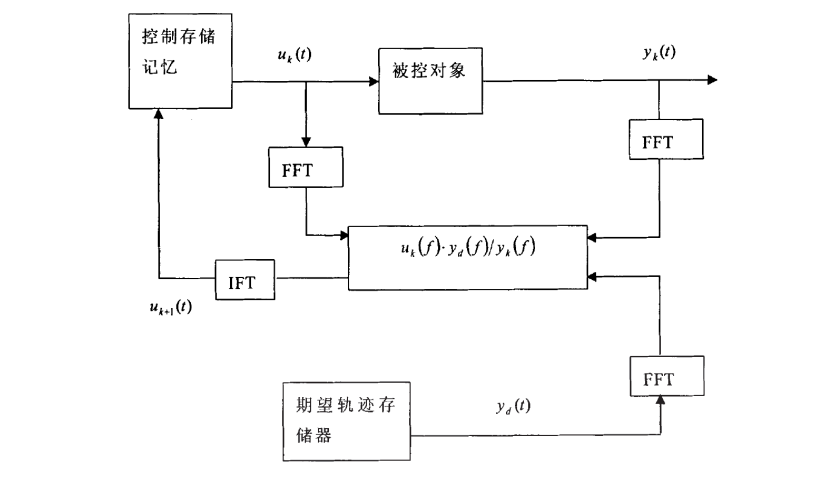 控制存储
记忆
u_k(t)
被控对象
y_k(t)
FFT
FFT
u_k(f)·y_d(f)/y_k(f)
IFT
u_{k+1}(t)
FFT
期望轨迹存
储器
y_d(t)